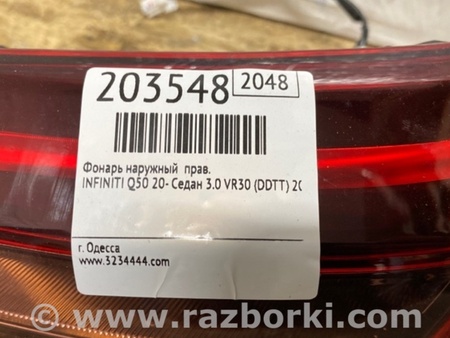 203548 2048
Фонарь наружный прав.
INFINITI Q50 20- Седан 3.0 VR30 (DDTT) 20
г. Одесса
www.3234444.com
www.razborki.com